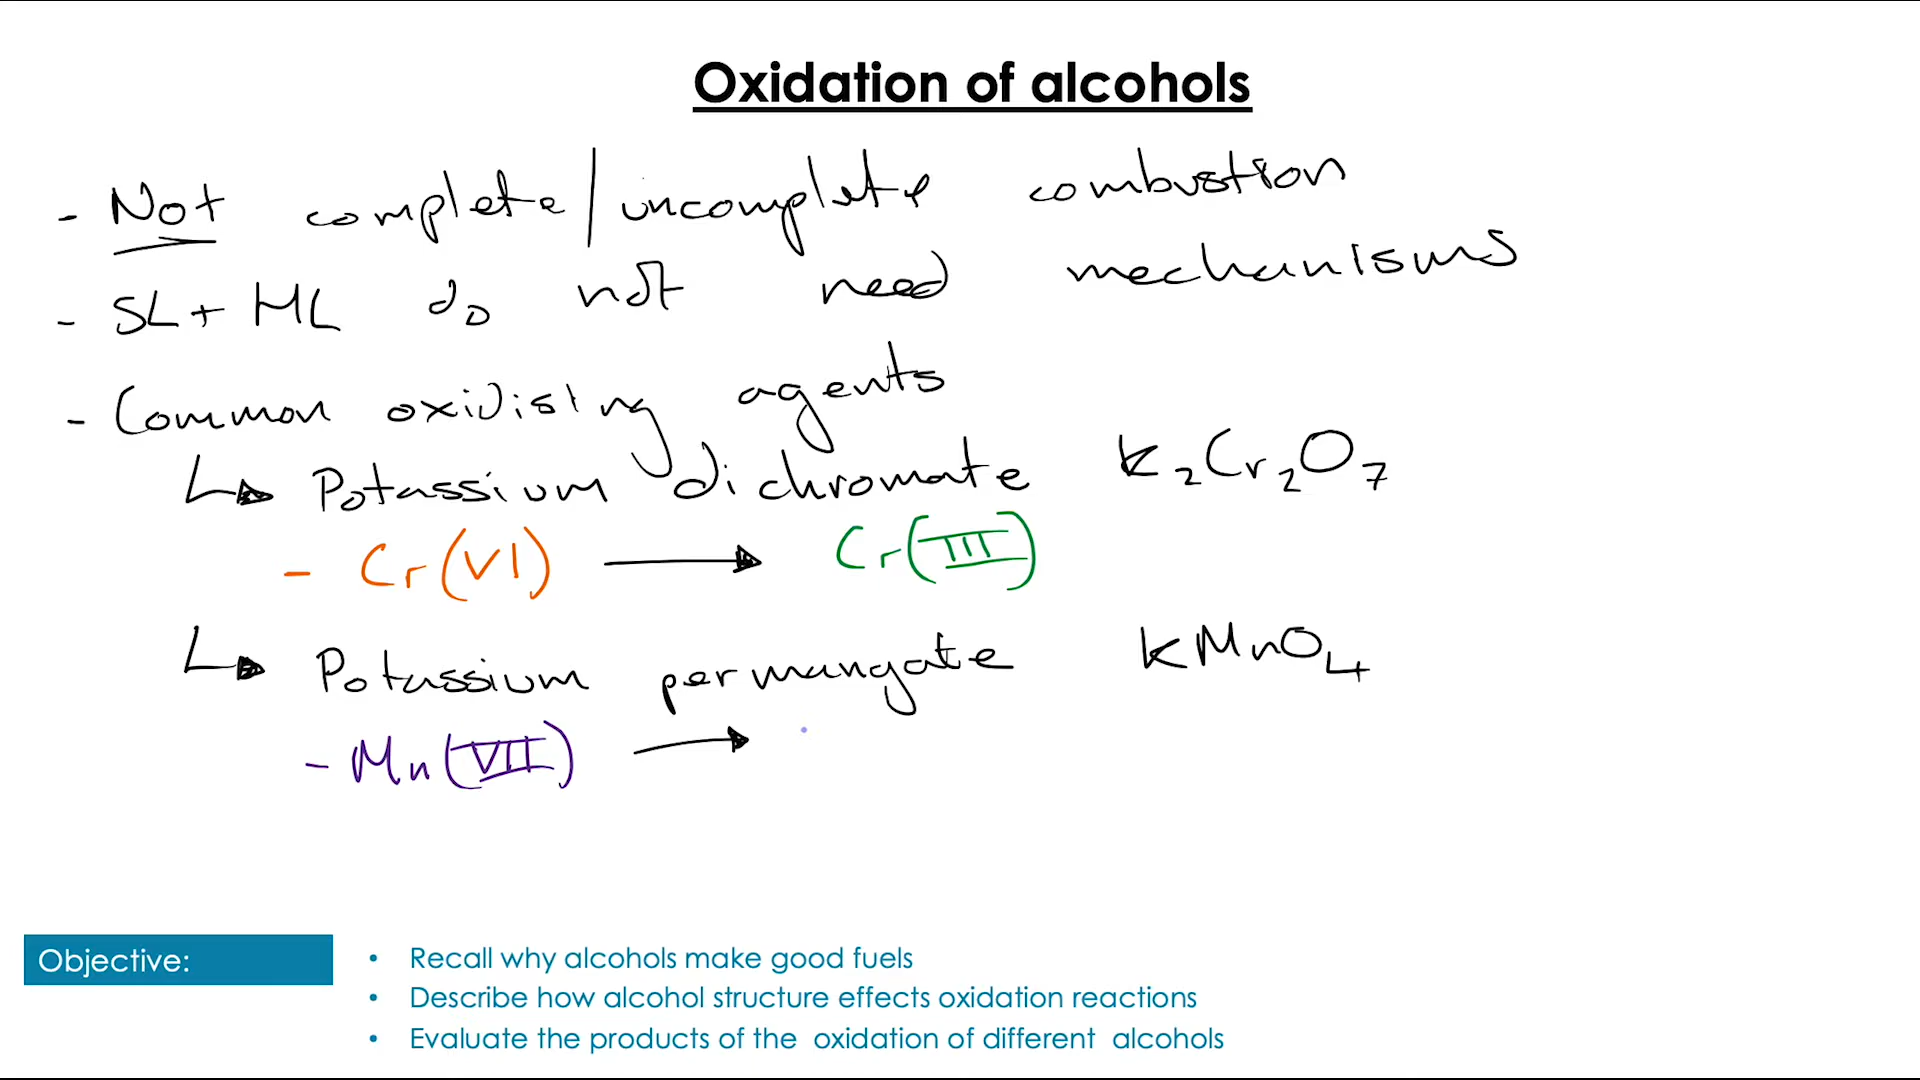 Oxidation of alcohols
- Not complete/incomplete combustion
- SL + HL do not need mechanisms
- Common oxidising agents
↳ Potassium dichromate K₂Cr₂O₇
- Cr(VI) → Cr(III)
↳ Potassium permangate KMnO₄
- Mn(VII) →
Objective:
• Recall why alcohols make good fuels
• Describe how alcohol structure effects oxidation reactions
• Evaluate the products of the oxidation of different alcohols